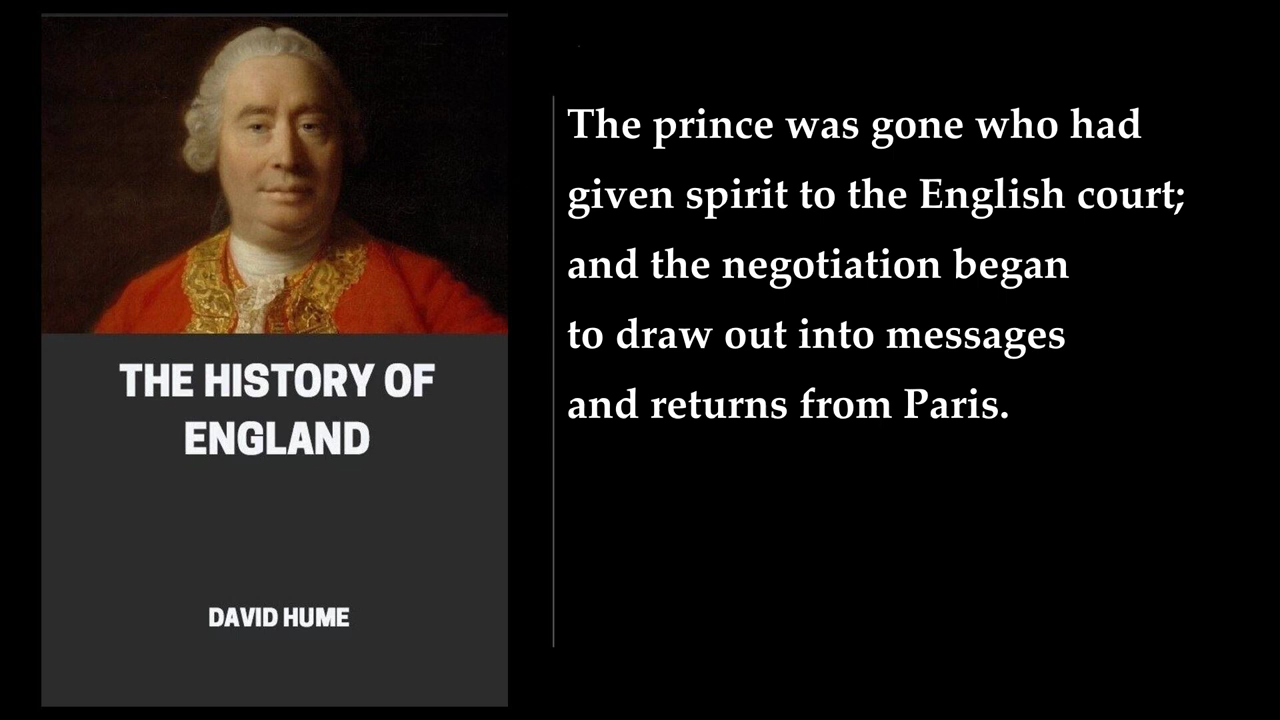 THE HISTORY OF
ENGLAND
DAVID HUME
The prince was gone who had
given spirit to the English court;
and the negotiation began
to draw out into messages
and returns from Paris.